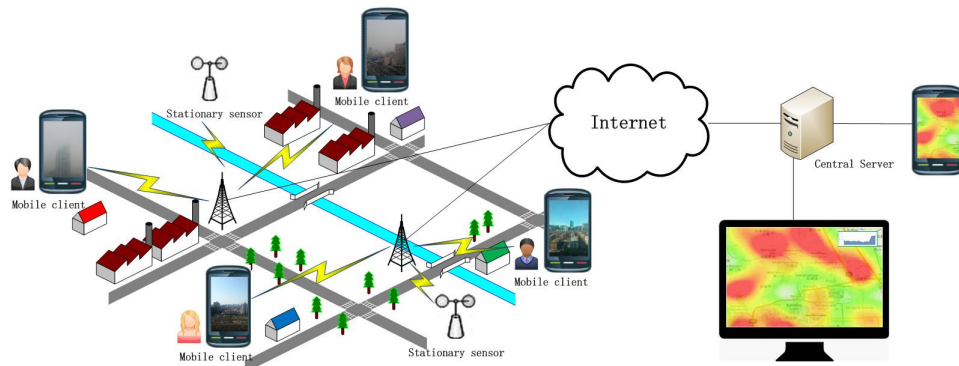 Mobile client
Stationary sensor
Mobile client
Internet
Central Server
Mobile client
Mobile client
Stationary sensor